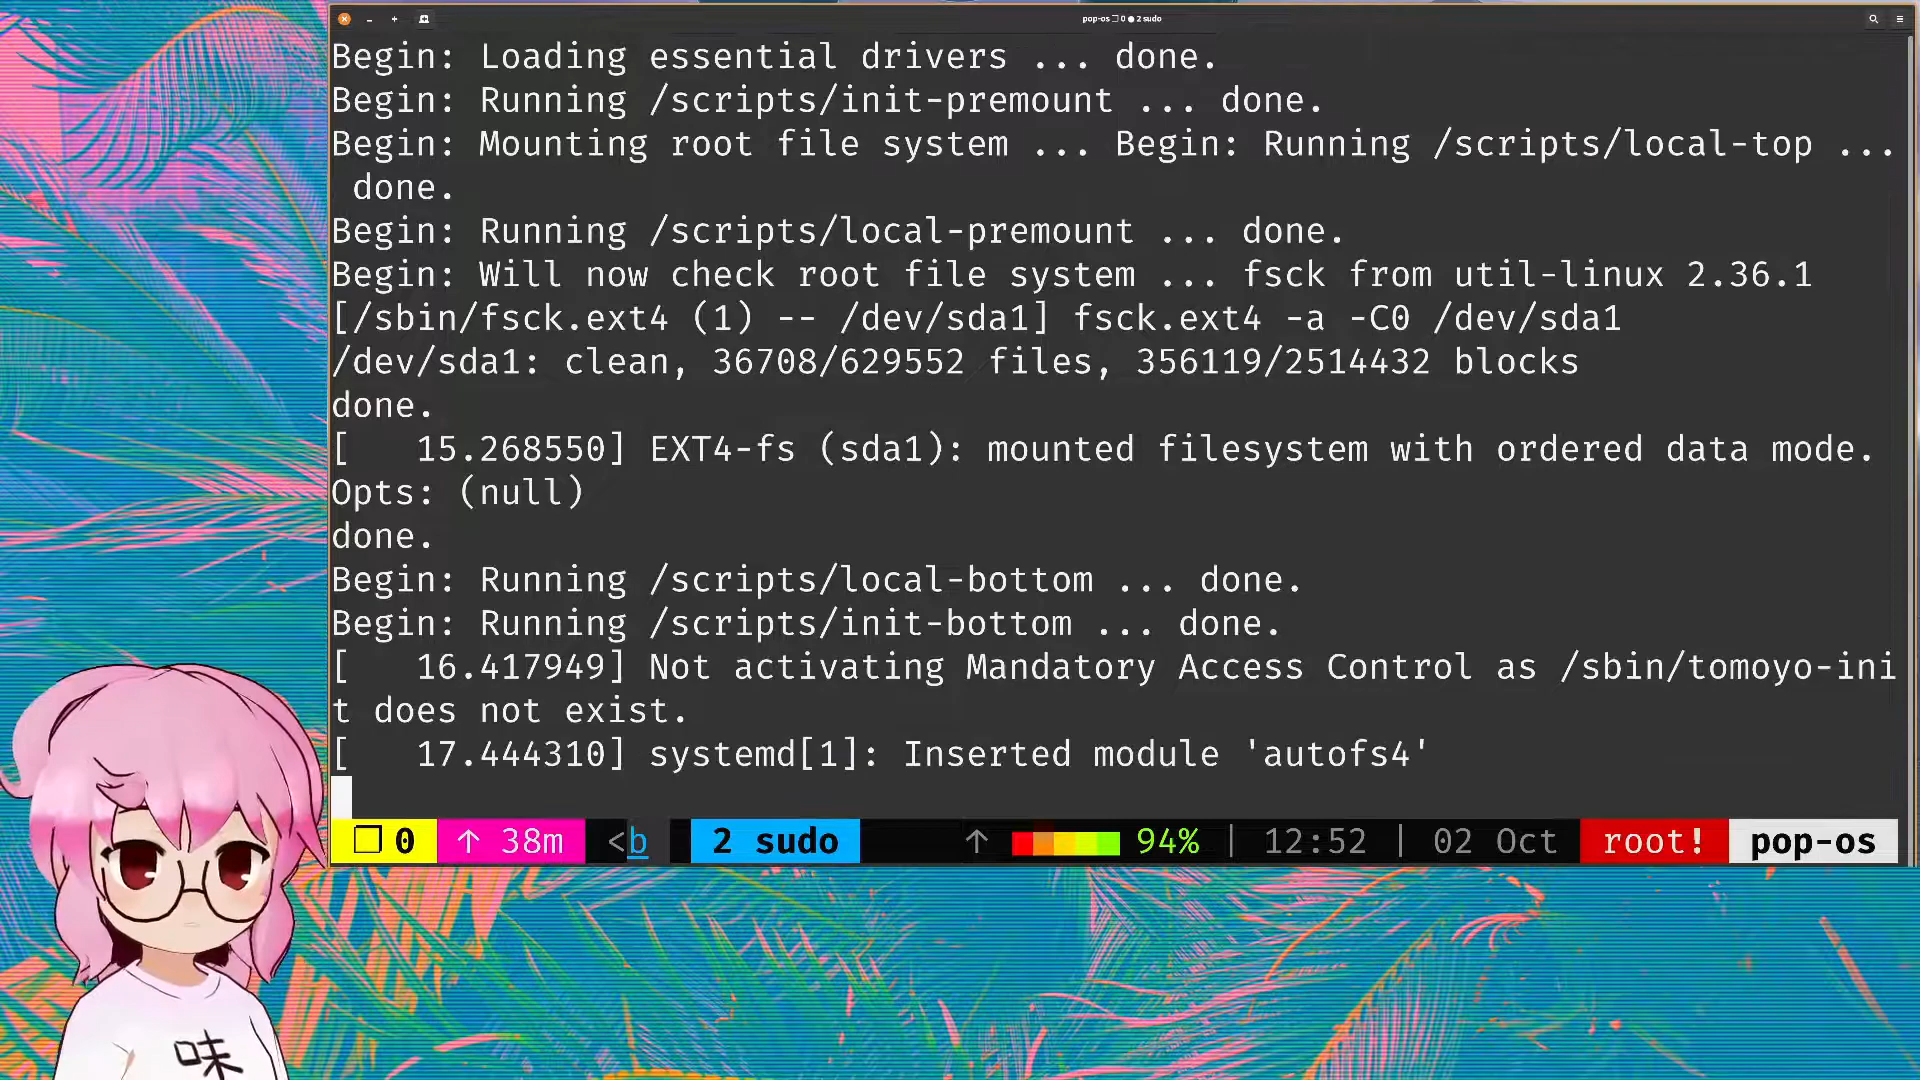 pop-os ❐ 0 ● 2 sudo
Begin: Loading essential drivers ... done.
Begin: Running /scripts/init-premount ... done.
Begin: Mounting root file system ... Begin: Running /scripts/local-top ...
 done.
Begin: Running /scripts/local-premount ... done.
Begin: Will now check root file system ... fsck from util-linux 2.36.1
[/sbin/fsck.ext4 (1) -- /dev/sda1] fsck.ext4 -a -C0 /dev/sda1
/dev/sda1: clean, 36708/629552 files, 356119/2514432 blocks
done.
[   15.268550] EXT4-fs (sda1): mounted filesystem with ordered data mode.
Opts: (null)
done.
Begin: Running /scripts/local-bottom ... done.
Begin: Running /scripts/init-bottom ... done.
[   16.417949] Not activating Mandatory Access Control as /sbin/tomoyo-ini
t does not exist.
[   17.444310] systemd[1]: Inserted module 'autofs4'
❐ 0 ↑ 38m <b 2 sudo ↑ 94% | 12:52 | 02 Oct root! pop-os
味